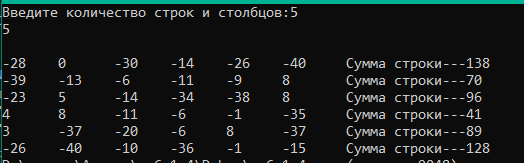 Введите количество строк и столбцов:5
5
-28 0 -30 -14 -26 -40 Сумма строки---138
-39 -13 -6 -11 -9 8 Сумма строки---70
-23 5 -14 -34 -38 8 Сумма строки---96
4 8 -11 -6 -1 -35 Сумма строки---41
3 -37 -20 -6 8 -37 Сумма строки---89
-26 -40 -10 -36 -1 -15 Сумма строки---128